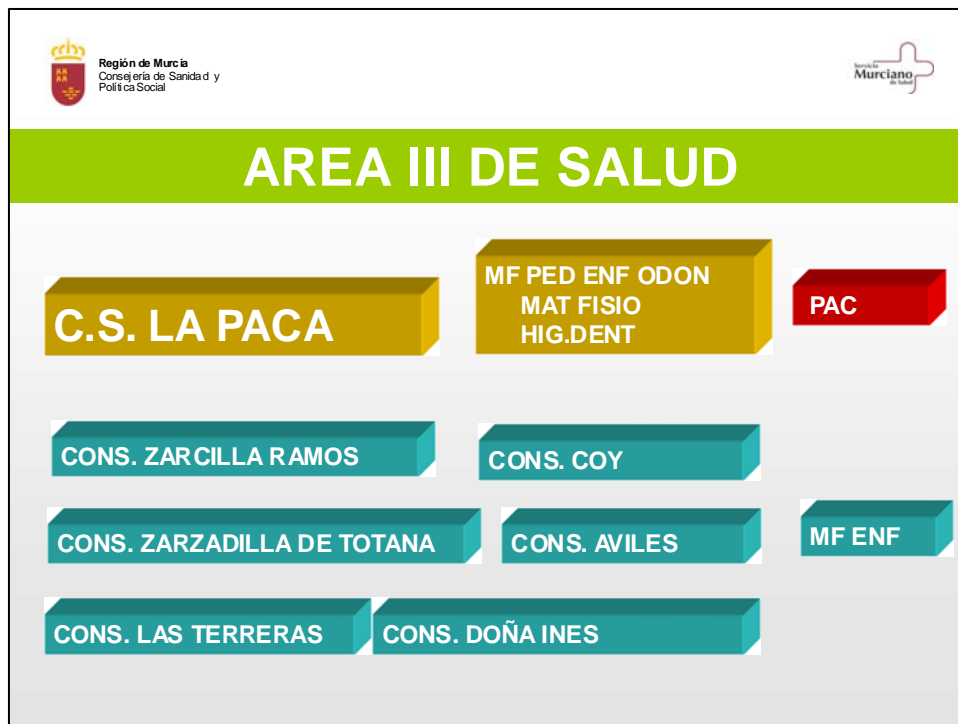 Región de Murcia
Consejería de Sanidad y
Política Social
Servicio
Murciano
de Salud
AREA III DE SALUD
C.S. LA PACA
MF PED ENF ODON
MAT FISIO
HIG.DENT
PAC
CONS. ZARCILLA RAMOS
CONS. COY
CONS. ZARZADILLA DE TOTANA
CONS. AVILES
MF ENF
CONS. LAS TERRERAS
CONS. DOÑA INES